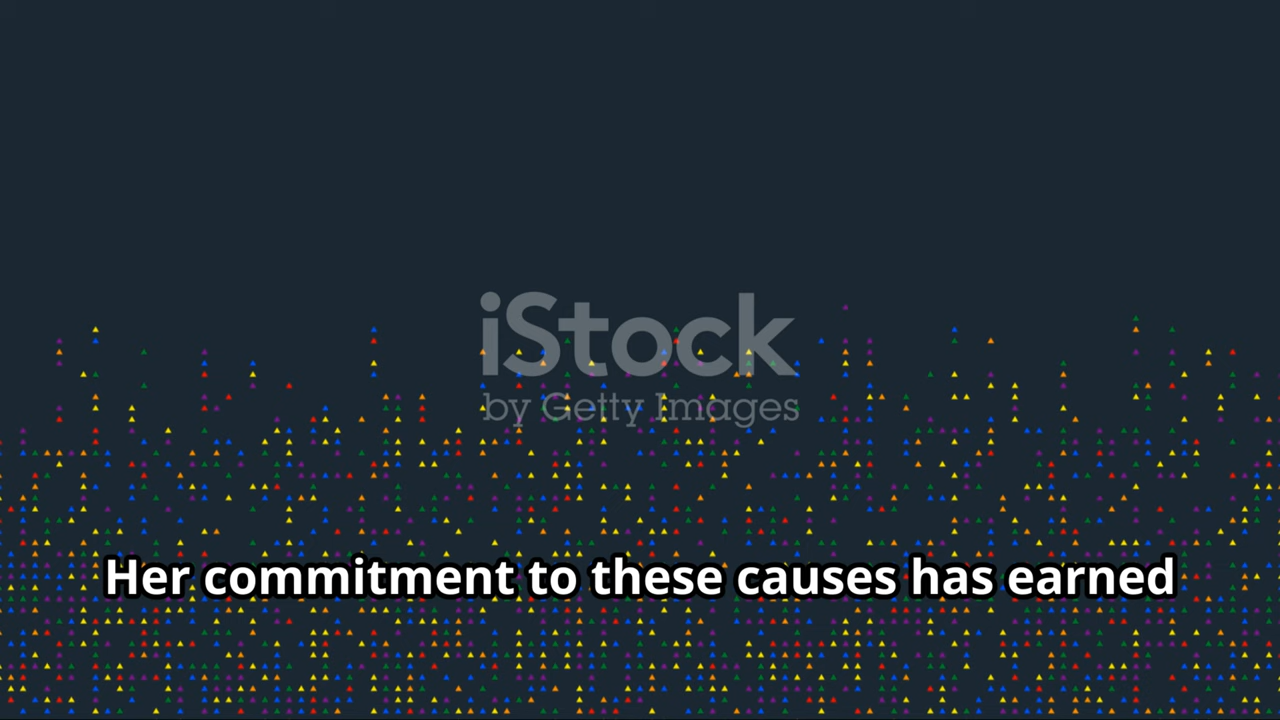 iStock
by Getty Images
Her commitment to these causes has earned